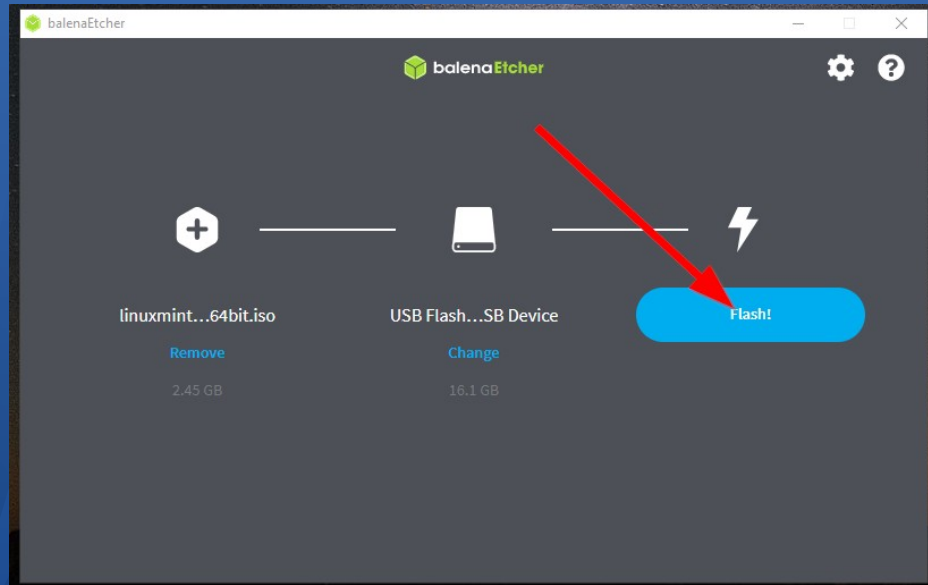 balenaEtcher
balenaEtcher
linuxmint...64bit.iso
USB Flash...SB Device
Flash!
Remove
Change
2.45 GB
16.1 GB